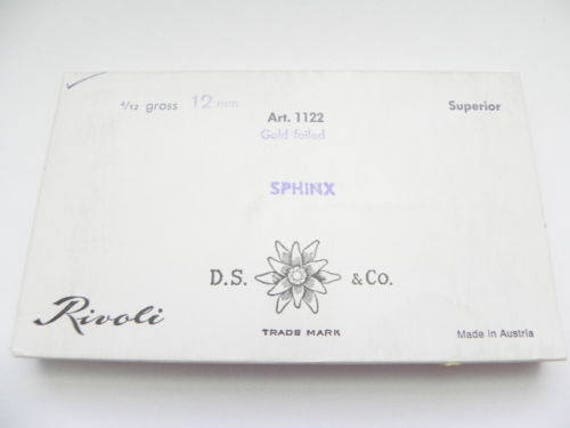 4/12 gross 12 mm
Art. 1122
Superior
Gold foiled
SPHINX
D.S. & Co.
Rivoli
TRADE MARK
Made in Austria